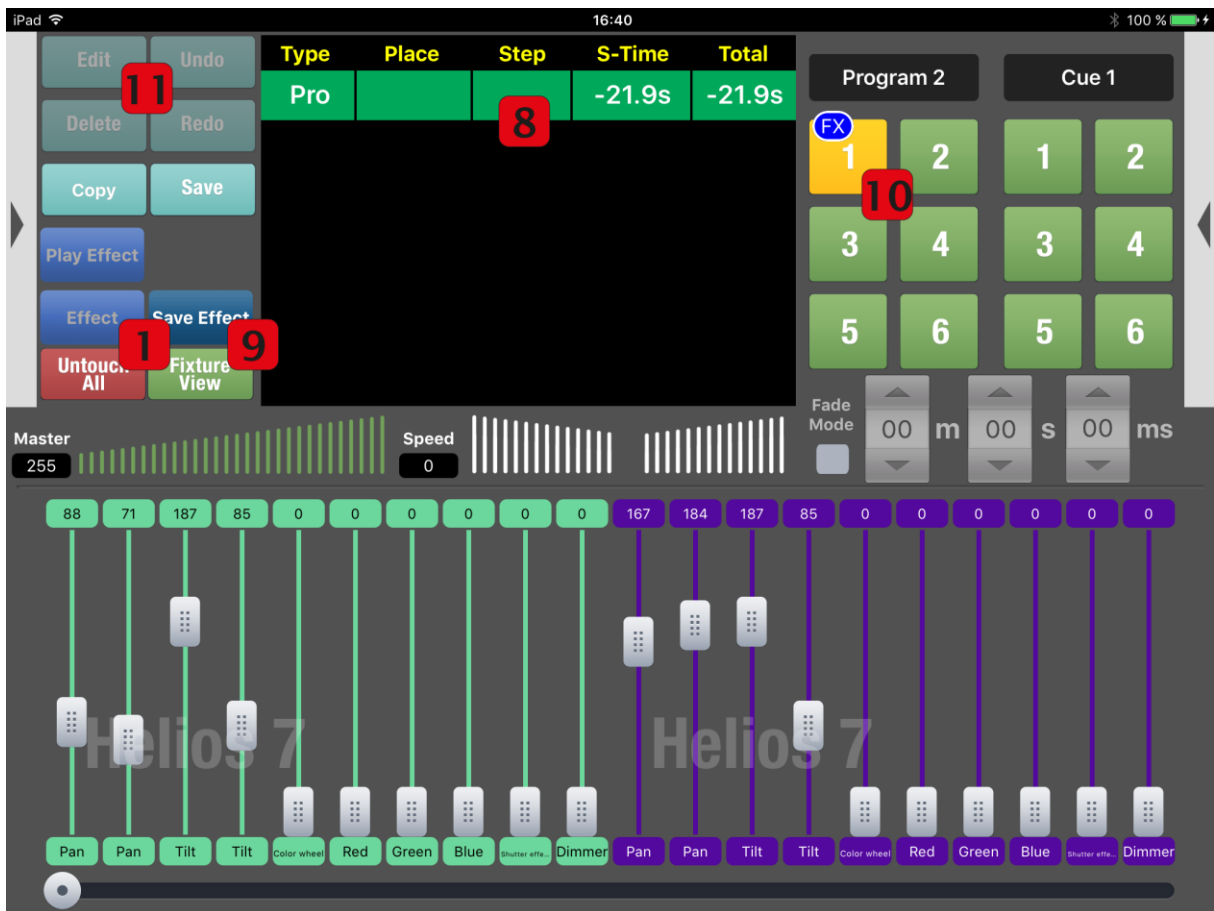 iPad 16:40 100 %
Edit Undo
11
Delete Redo
Copy Save
Play Effect
Effect Save Effect
1 9
Untouch All Fixture View
Type Place Step S-Time Total
Pro -21.9s -21.9s
8
Program 2 Cue 1
FX
1 2 1 2
10
3 4 3 4
5 6 5 6
Fade Mode 00 m 00 s 00 ms
Master
255
Speed
0
88 71 187 85 0 0 0 0 0 0 167 184 187 85 0 0 0 0 0 0
Helios 7 Helios 7
Pan Pan Tilt Tilt Color wheel Red Green Blue Shutter effe... Dimmer Pan Pan Tilt Tilt Color wheel Red Green Blue Shutter effe... Dimmer